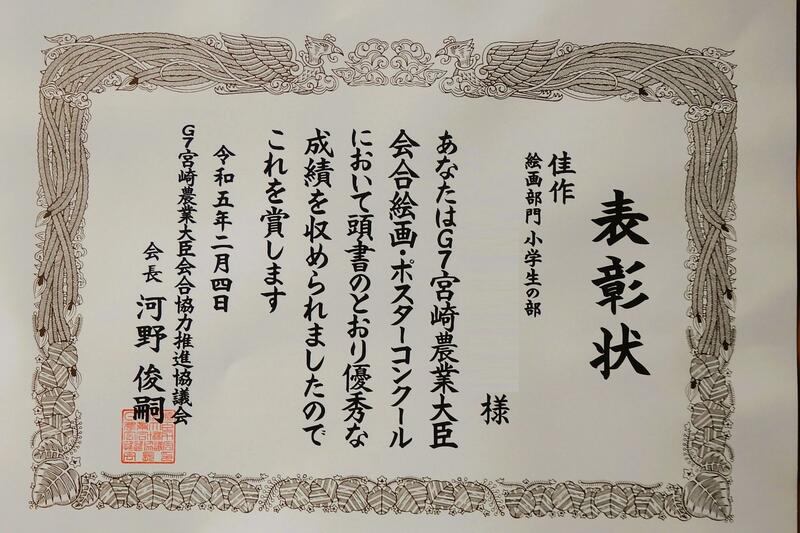 表彰状
佳作
絵画部門 小学生の部
様
あなたはG7宮崎農業大臣
会合絵画・ポスターコンクール
において頭書のとおり優秀な
成績を収められましたので
これを賞します
令和五年二月四日
G7宮崎農業大臣会合協力推進協議会
会長 河野 俊嗣